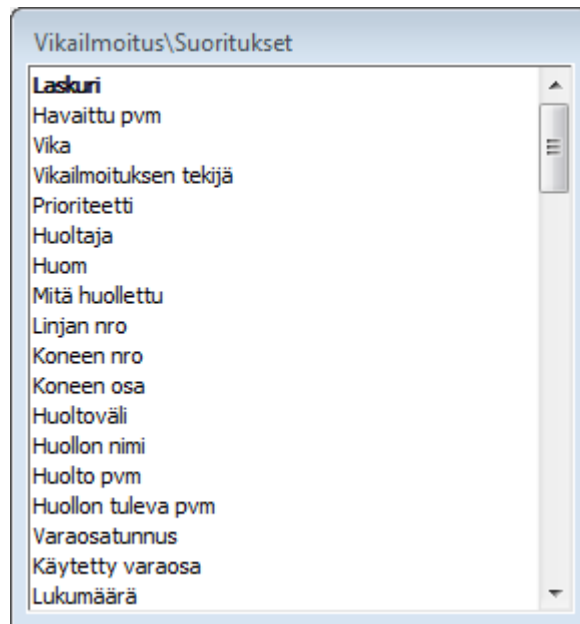 Vikailmoitus\Suoritukset
Laskuri
Havaittu pvm
Vika
Vikailmoituksen tekijä
Prioriteetti
Huoltaja
Huom
Mitä huollettu
Linjan nro
Koneen nro
Koneen osa
Huoltoväli
Huollon nimi
Huolto pvm
Huollon tuleva pvm
Varaosatunnus
Käytetty varaosa
Lukumäärä